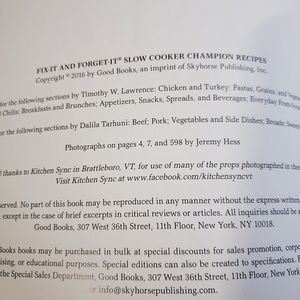 FIX-IT AND FORGET-IT® SLOW COOKER CHAMPION RECIPES
Copyright © 2016 by Good Books, an imprint of Skyhorse Publishing, Inc.
for the following sections by Timothy W. Lawrence: Chicken and Turkey; Pastas, Grains, and
Chilis; Breakfasts and Brunches; Appetizers, Snacks, Spreads, and Beverages; Everyday From
for the following sections by Dalila Tarhuni: Beef; Pork; Vegetables and Side Dishes; Breads;
Photographs on pages 4, 7, and 598 by Jeremy Hess
thanks to Kitchen Sync in Brattleboro, VT, for use of many of the props photographed in these
Visit Kitchen Sync at www.facebook.com/kitchensyncvt
served. No part of this book may be reproduced in any manner without the express written
except in the case of brief excerpts in critical reviews or articles. All inquiries should be
Good Books, 307 West 36th Street, 11th Floor, New York, NY 10018.
Books books may be purchased in bulk at special discounts for sales promotion, corpor
ising, or educational purposes. Special editions can also be created to specifications. F
the Special Sales Department, Good Books, 307 West 36th Street, 11th Floor, New York, N
or info@skyhorsepublishing.com.